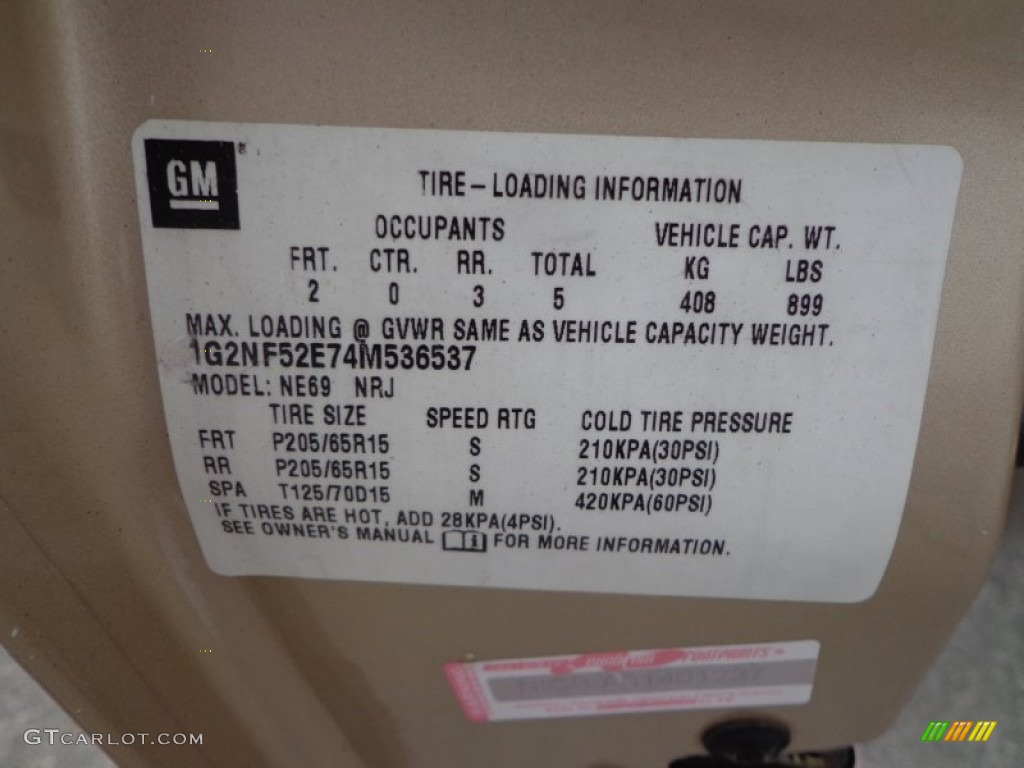 GM
TIRE-LOADING INFORMATION
OCCUPANTS VEHICLE CAP. WT.
FRT. CTR. RR. TOTAL KG LBS
2 0 3 5 408 899
MAX. LOADING @ GVWR SAME AS VEHICLE CAPACITY WEIGHT.
1G2NF52E74M536537
MODEL: NE69 NRJ
TIRE SIZE SPEED RTG COLD TIRE PRESSURE
FRT P205/65R15 S 210KPA(30PSI)
RR P205/65R15 S 210KPA(30PSI)
SPA T125/70D15 M 420KPA(60PSI)
IF TIRES ARE HOT, ADD 28KPA(4PSI).
SEE OWNER'S MANUAL FOR MORE INFORMATION.
FOOTPRINTS
GTCARLOT.COM